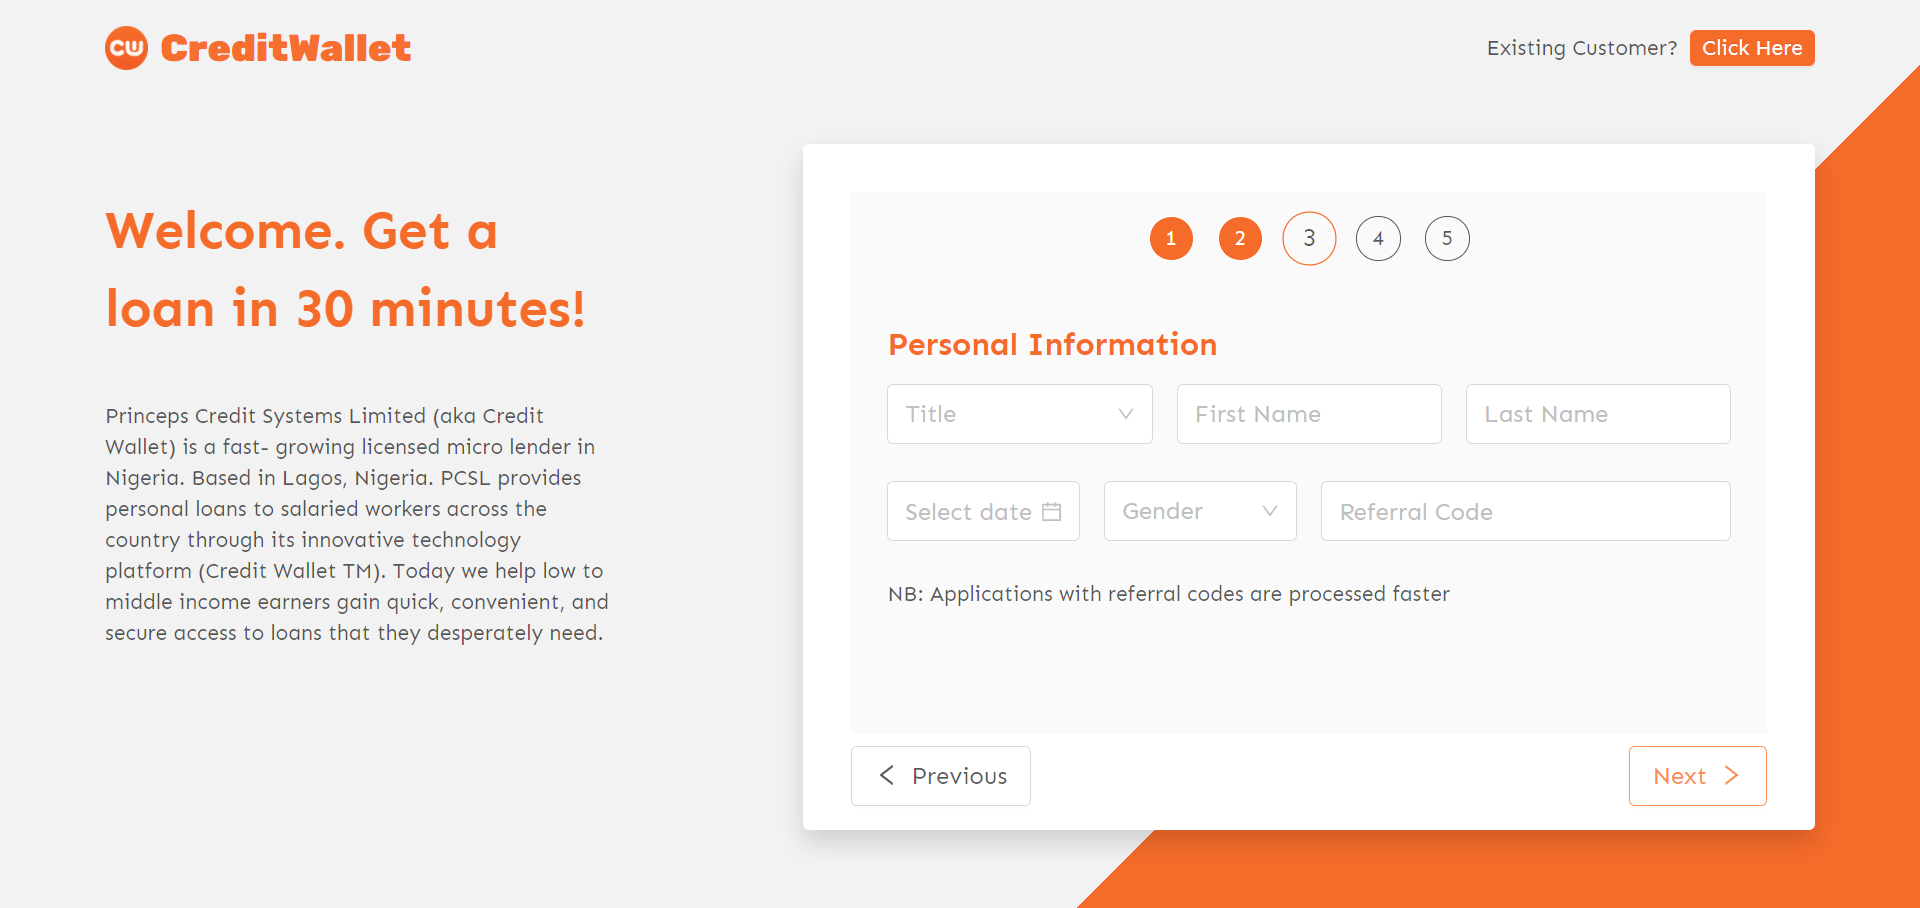 CW CreditWallet
Existing Customer? Click Here
Welcome. Get a
loan in 30 minutes!
Princeps Credit Systems Limited (aka Credit
Wallet) is a fast- growing licensed micro lender in
Nigeria. Based in Lagos, Nigeria. PCSL provides
personal loans to salaried workers across the
country through its innovative technology
platform (Credit Wallet TM). Today we help low to
middle income earners gain quick, convenient, and
secure access to loans that they desperately need.
1 2 3 4 5
Personal Information
Title First Name Last Name
Select date Gender Referral Code
NB: Applications with referral codes are processed faster
Previous Next